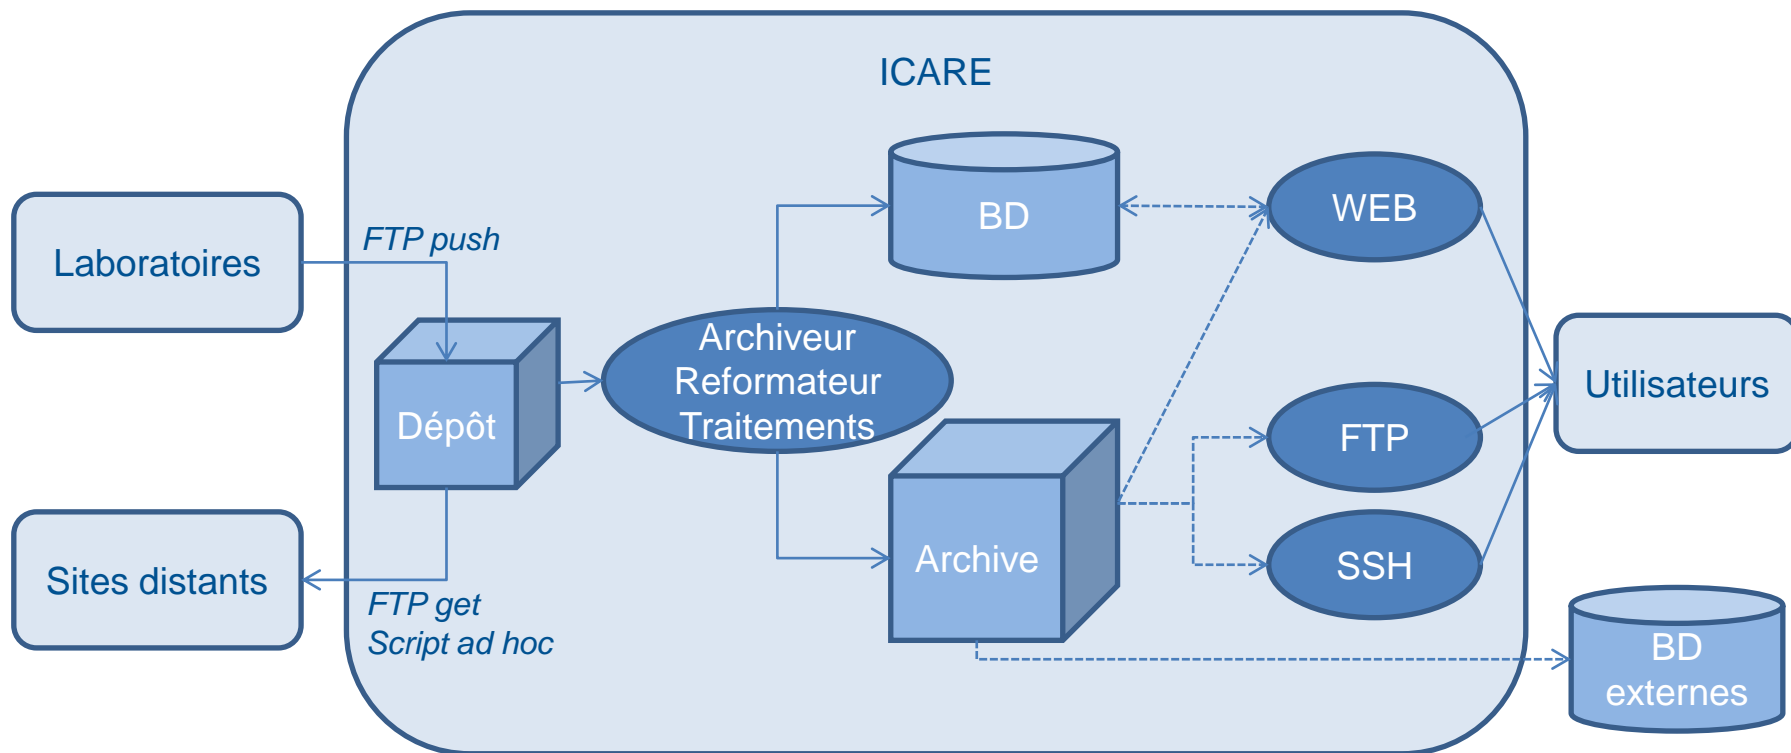 ICARE
Laboratoires
FTP push
BD
WEB
Archiveur
Reformateur
Traitements
Dépôt
Utilisateurs
FTP
Archive
SSH
Sites distants
FTP get
Script ad hoc
BD
externes